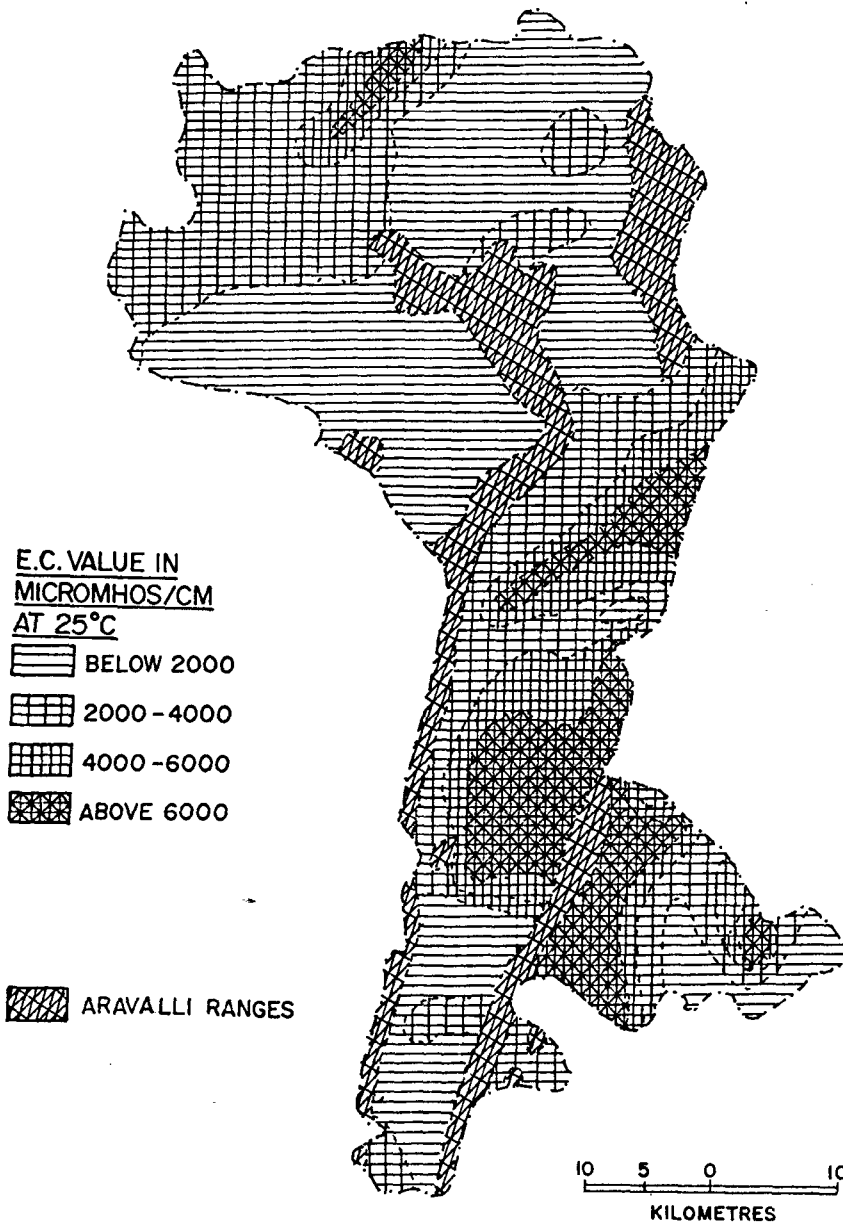 E.C. VALUE IN
MICROMHOS/CM
AT 25°C
BELOW 2000
2000-4000
4000-6000
ABOVE 6000
ARAVALLI RANGES
10 5 0 10
KILOMETRES